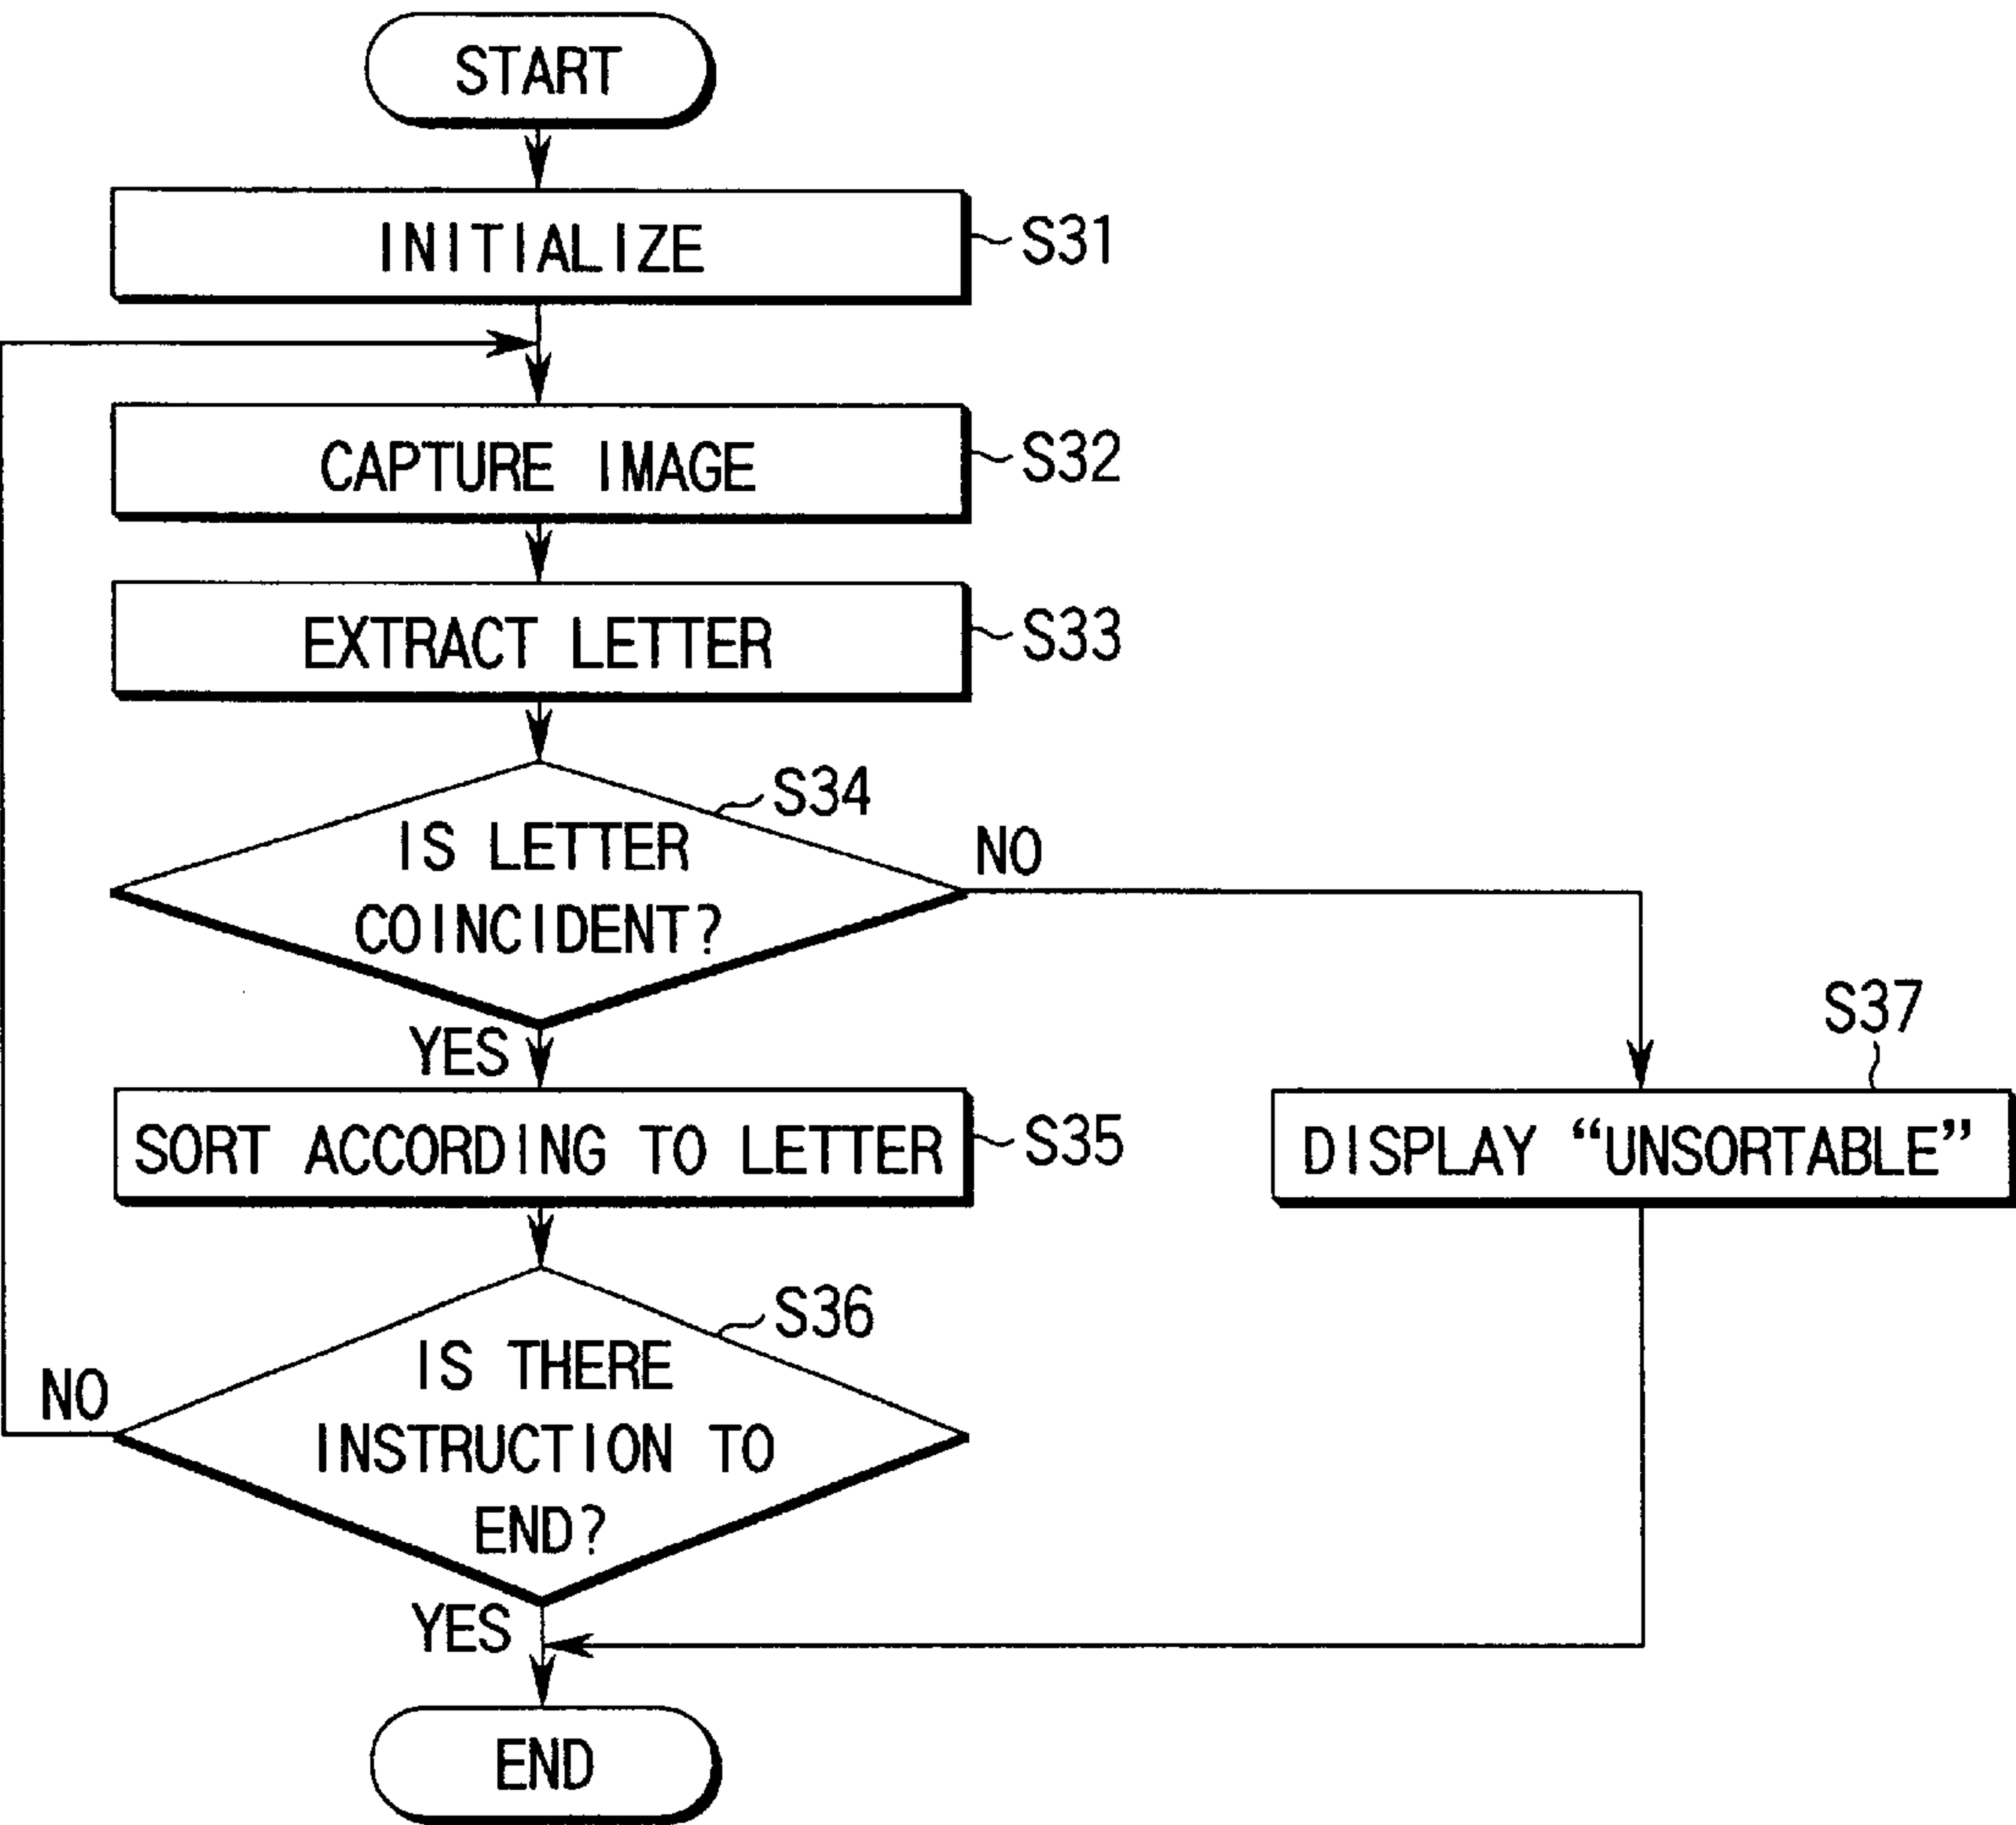 START
INITIALIZE
S31
CAPTURE IMAGE
S32
EXTRACT LETTER
S33
S34
IS LETTER
COINCIDENT?
NO
YES
S37
SORT ACCORDING TO LETTER
S35
DISPLAY “UNSORTABLE”
S36
IS THERE
INSTRUCTION TO
END?
NO
YES
END